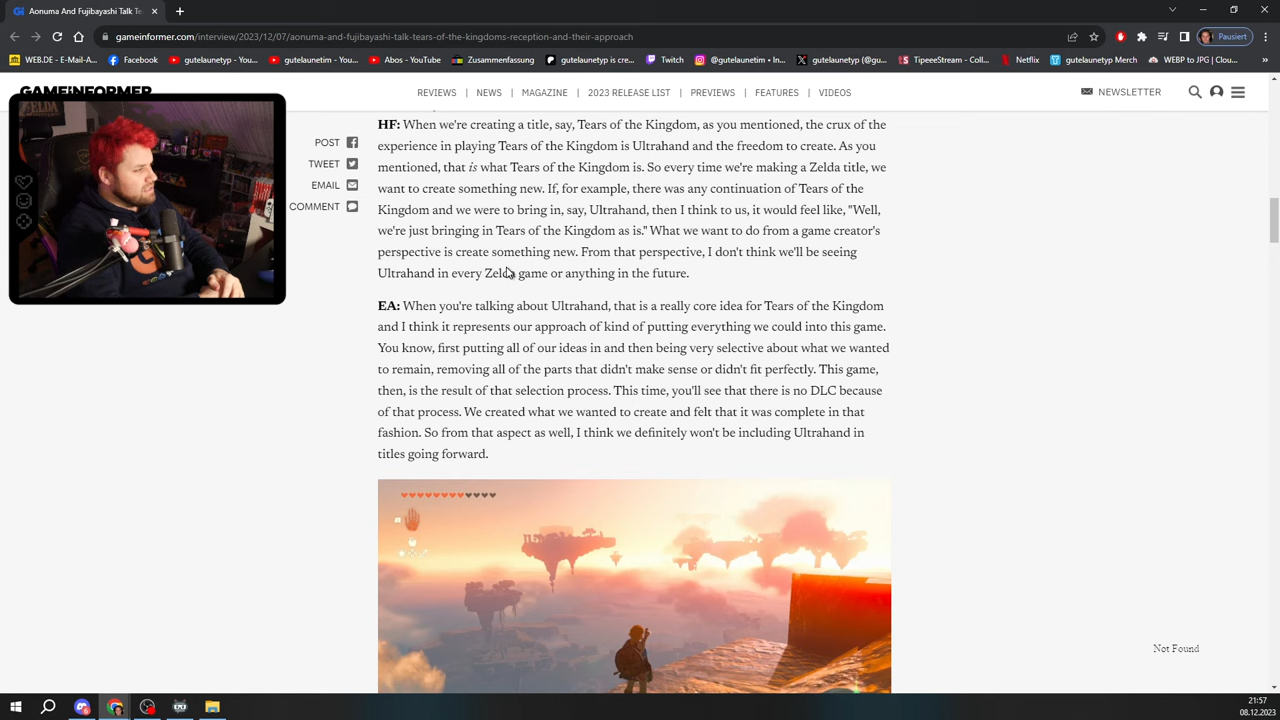 Aonuma And Fujibayashi Talk Te
gameinformer.com/interview/2023/12/07/aonuma-and-fujibayashi-talk-tears-of-the-kingdoms-reception-and-their-approach
Pausiert
WEB.DE - E-Mail-A...
Facebook
gutelaunetyp - You...
gutelaunetim - You...
Abos - YouTube
Zusammenfassung
gutelaunetyp is cre...
Twitch
@gutelaunetim • In...
gutelaunetyp (@gu...
TipeeeStream - Coll...
Netflix
gutelaunetyp Merch
WEBP to JPG | Clou...
GAMEINFORMER
REVIEWS | NEWS | MAGAZINE | 2023 RELEASE LIST | PREVIEWS | FEATURES | VIDEOS
NEWSLETTER
ZELDA
POST
TWEET
EMAIL
COMMENT
HF: When we're creating a title, say, Tears of the Kingdom, as you mentioned, the crux of the
experience in playing Tears of the Kingdom is Ultrahand and the freedom to create. As you
mentioned, that is what Tears of the Kingdom is. So every time we're making a Zelda title, we
want to create something new. If, for example, there was any continuation of Tears of the
Kingdom and we were to bring in, say, Ultrahand, then I think to us, it would feel like, "Well,
we're just bringing in Tears of the Kingdom as is." What we want to do from a game creator's
perspective is create something new. From that perspective, I don't think we'll be seeing
Ultrahand in every Zelda game or anything in the future.
EA: When you're talking about Ultrahand, that is a really core idea for Tears of the Kingdom
and I think it represents our approach of kind of putting everything we could into this game.
You know, first putting all of our ideas in and then being very selective about what we wanted
to remain, removing all of the parts that didn't make sense or didn't fit perfectly. This game,
then, is the result of that selection process. This time, you'll see that there is no DLC because
of that process. We created what we wanted to create and felt that it was complete in that
fashion. So from that aspect as well, I think we definitely won't be including Ultrahand in
titles going forward.
Not Found
21:57
08.12.2023